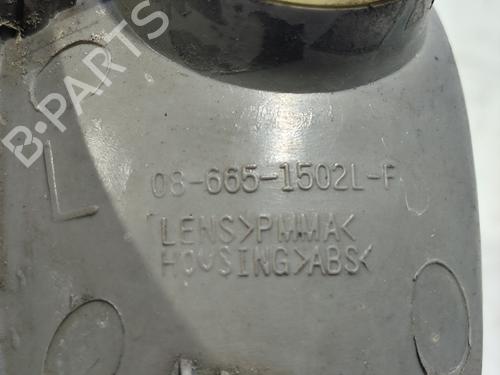 B-PARTS
L
08-665-1502L-F
LENS>PMMA<
HOUSING>ABS<